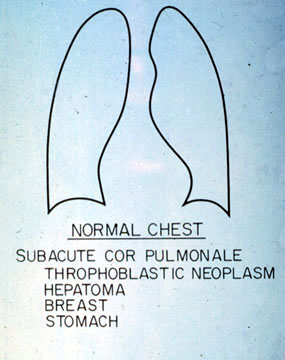 NORMAL CHEST
SUBACUTE COR PULMONALE
THROPHOBLASTIC NEOPLASM
HEPATOMA
BREAST
STOMACH